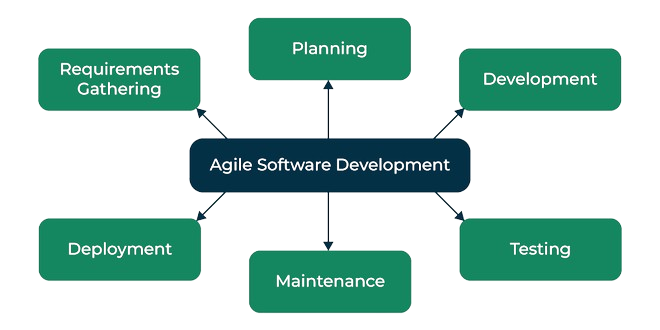 Planning
Requirements
Gathering
Development
Agile Software Development
Deployment
Testing
Maintenance